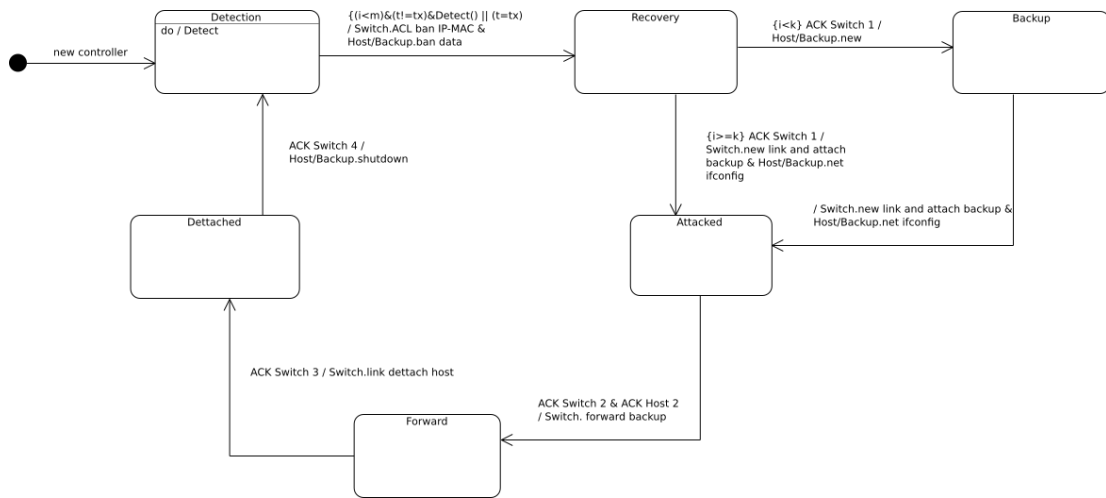 Detection
do / Detect
new controller
{(i<m)&(t!=tx)&Detect() || (t=tx)
/ Switch.ACL ban IP-MAC &
Host/Backup.ban data
Recovery
{i<k} ACK Switch 1 /
Host/Backup.new
Backup
ACK Switch 4 /
Host/Backup.shutdown
{i>=k} ACK Switch 1 /
Switch.new link and attach
backup & Host/Backup.net
ifconfig
/ Switch.new link and attach backup &
Host/Backup.net ifconfig
Dettached
Attacked
ACK Switch 3 / Switch.link dettach host
ACK Switch 2 & ACK Host 2
/ Switch. forward backup
Forward